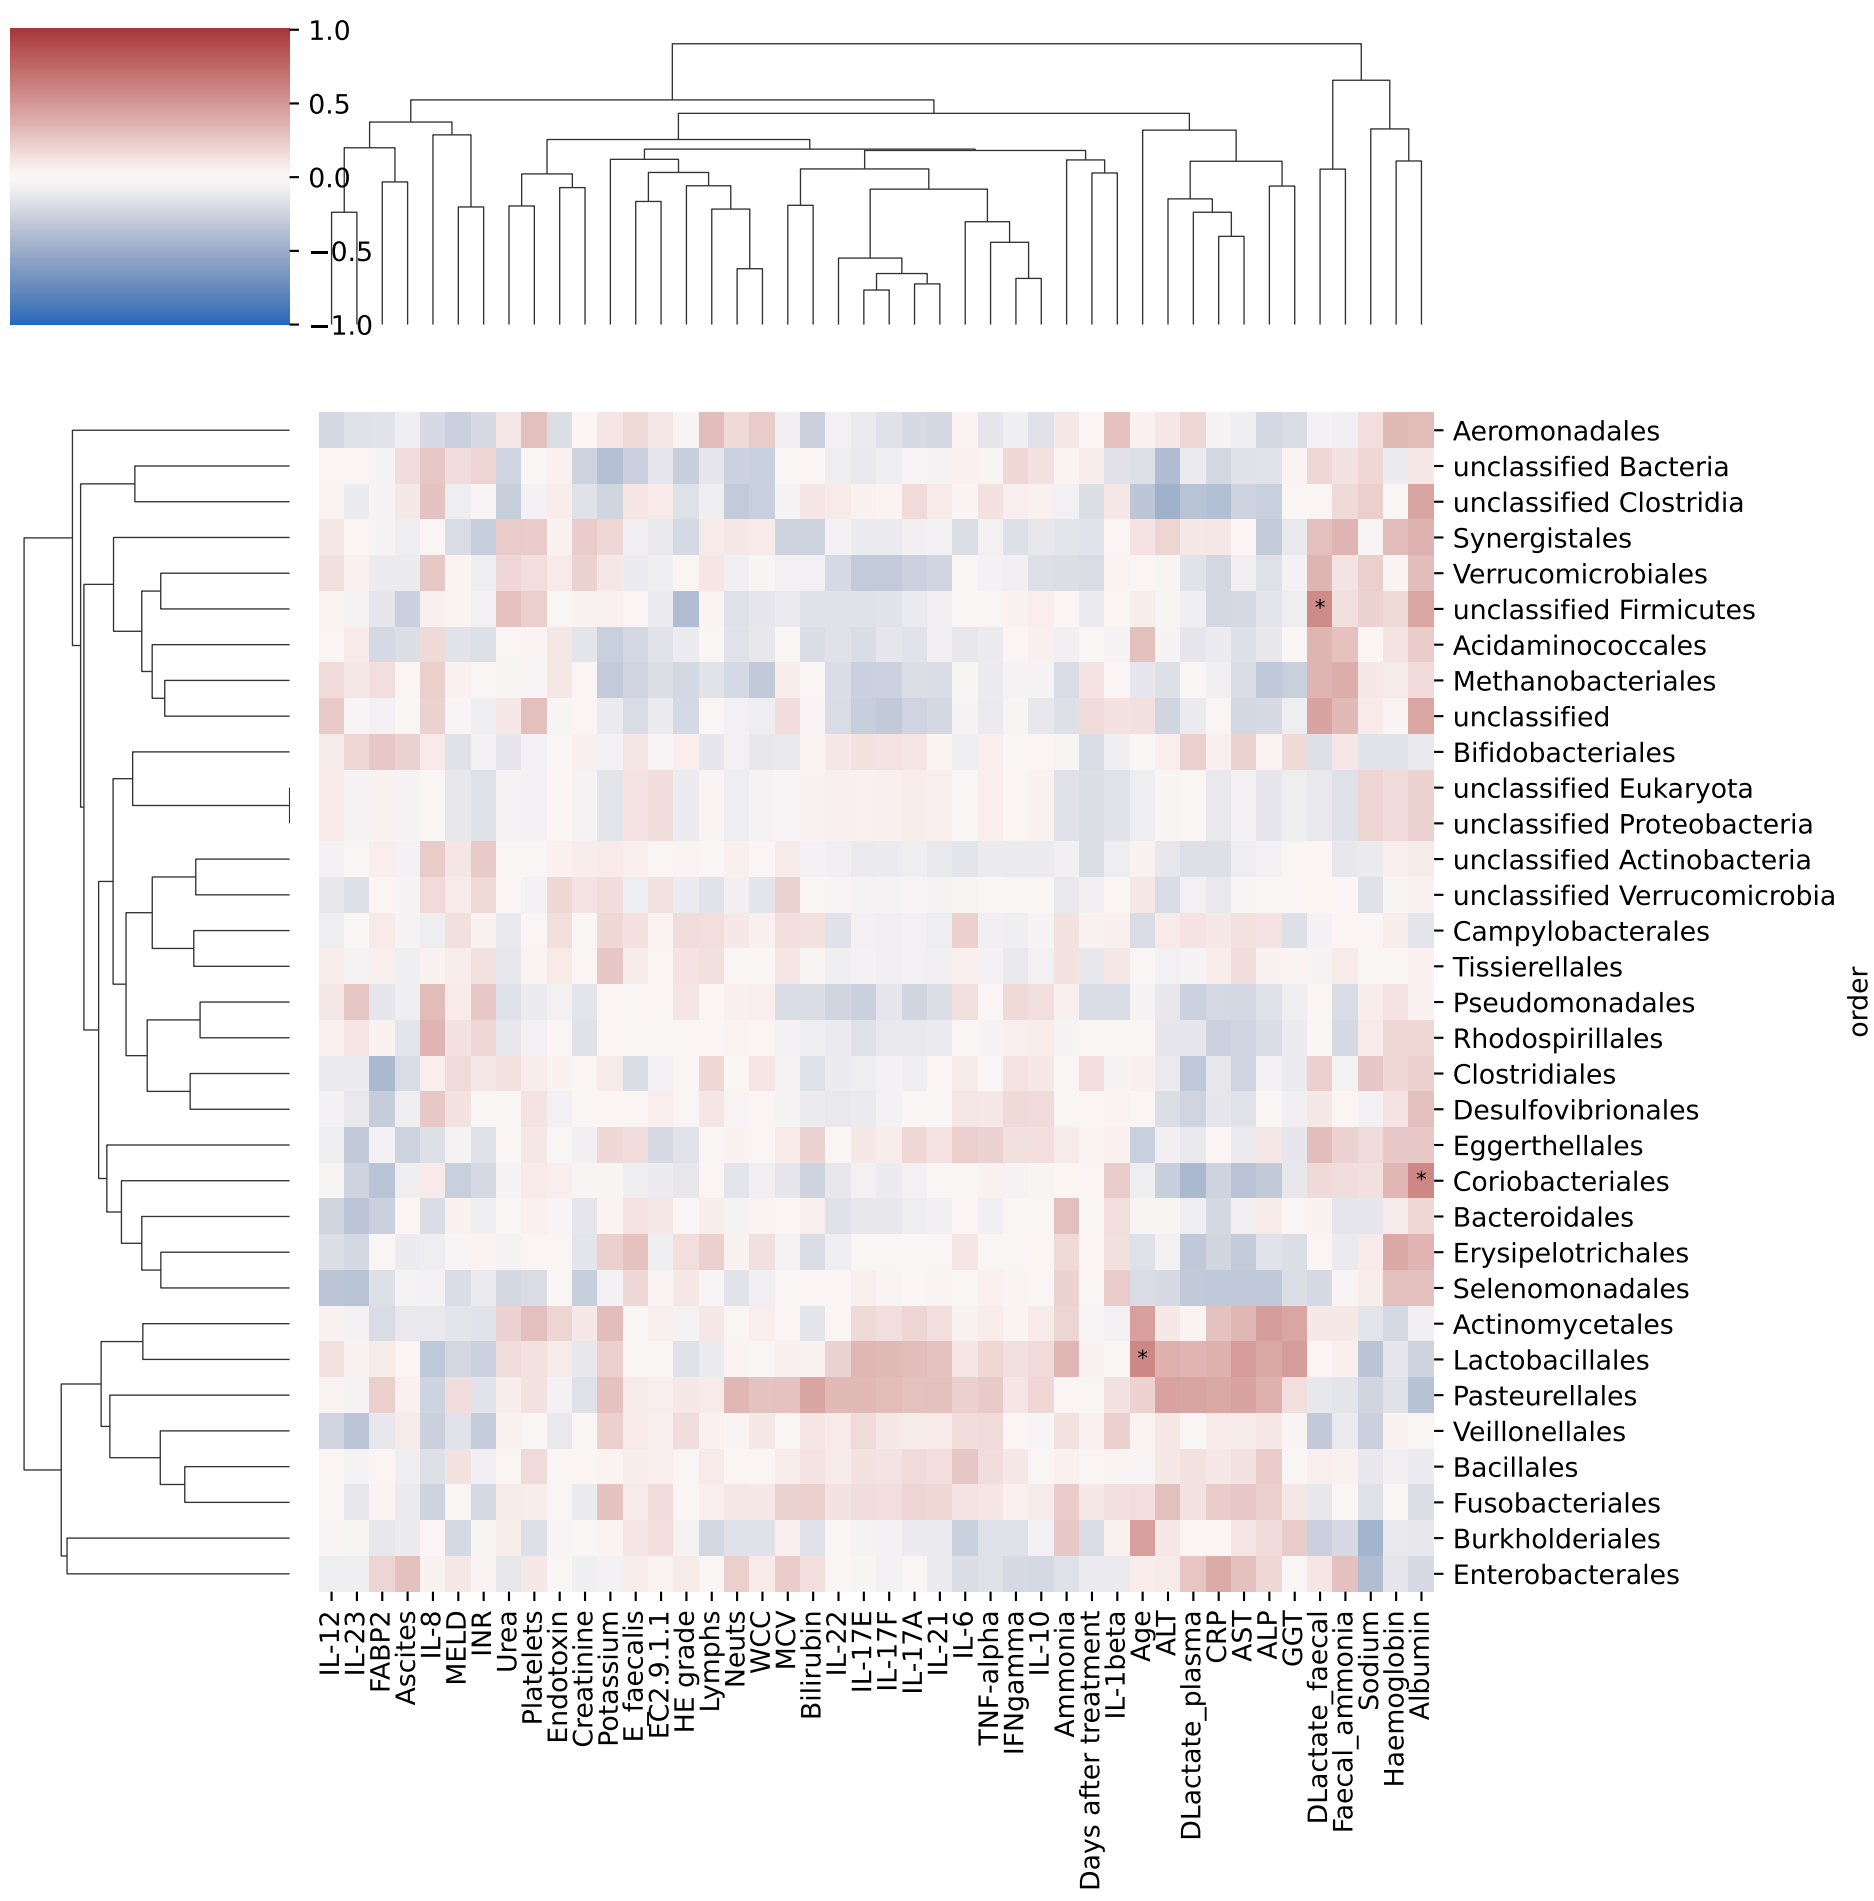 1.0
0.5
0.0
−0.5
−1.0
*
*
*
Aeromonadales
unclassified Bacteria
unclassified Clostridia
Synergistales
Verrucomicrobiales
unclassified Firmicutes
Acidaminococcales
Methanobacteriales
unclassified
Bifidobacteriales
unclassified Eukaryota
unclassified Proteobacteria
unclassified Actinobacteria
unclassified Verrucomicrobia
Campylobacterales
Tissierellales
Pseudomonadales
Rhodospirillales
Clostridiales
Desulfovibrionales
Eggerthellales
Coriobacteriales
Bacteroidales
Erysipelotrichales
Selenomonadales
Actinomycetales
Lactobacillales
Pasteurellales
Veillonellales
Bacillales
Fusobacteriales
Burkholderiales
Enterobacterales
order
IL-12
IL-23
FABP2
Ascites
IL-8
MELD
INR
Urea
Platelets
Endotoxin
Creatinine
Potassium
E_faecalis
EC2.9.1.1
HE grade
Lymphs
Neuts
WCC
MCV
Bilirubin
IL-22
IL-17E
IL-17F
IL-17A
IL-21
IL-6
TNF-alpha
IFNgamma
IL-10
Ammonia
Days after treatment
IL-1beta
Age
ALT
DLactate_plasma
CRP
AST
ALP
GGT
DLactate_faecal
Faecal_ammonia
Sodium
Haemoglobin
Albumin